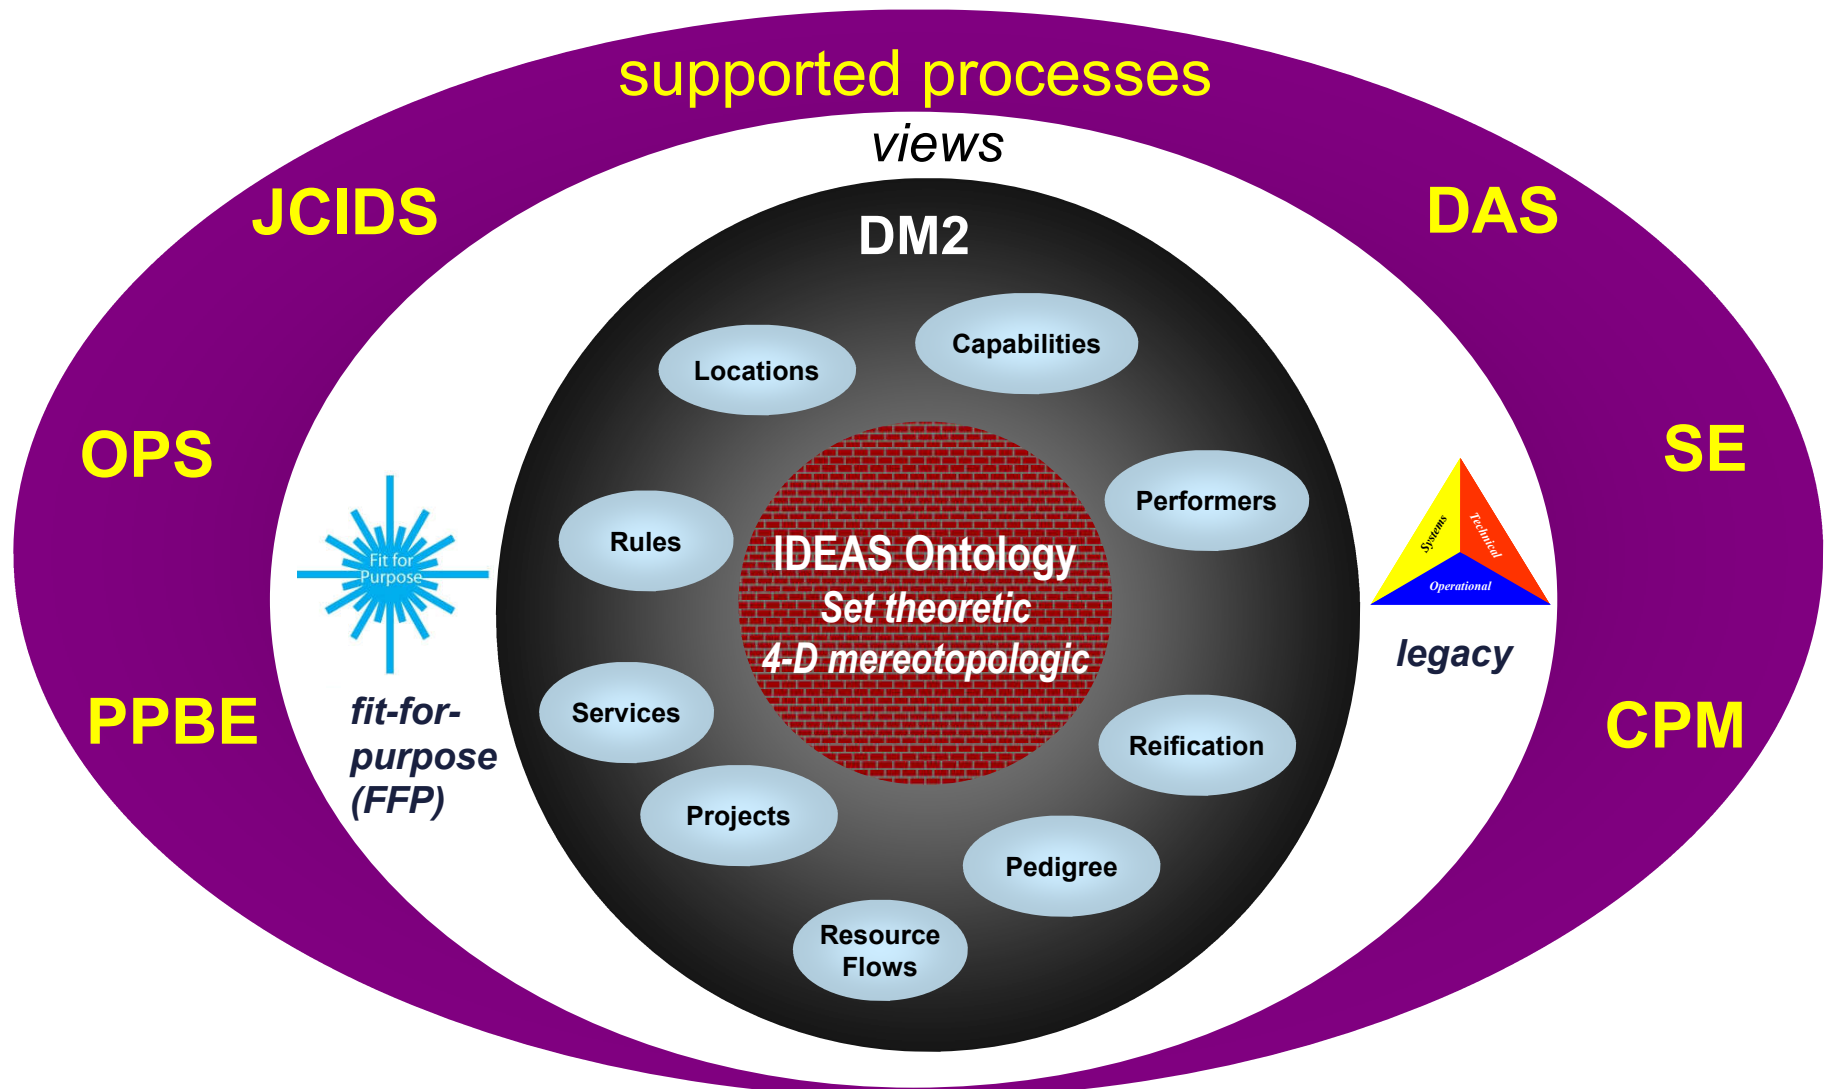 supported processes
views
JCIDS
DAS
DM2
Capabilities
Locations
OPS
SE
Performers
Rules
Fit for
Purpose
IDEAS Ontology
Set theoretic
4-D mereotopologic
Systems
Technical
Operational
legacy
PPBE
fit-for-
purpose
(FFP)
Services
Reification
CPM
Projects
Pedigree
Resource
Flows